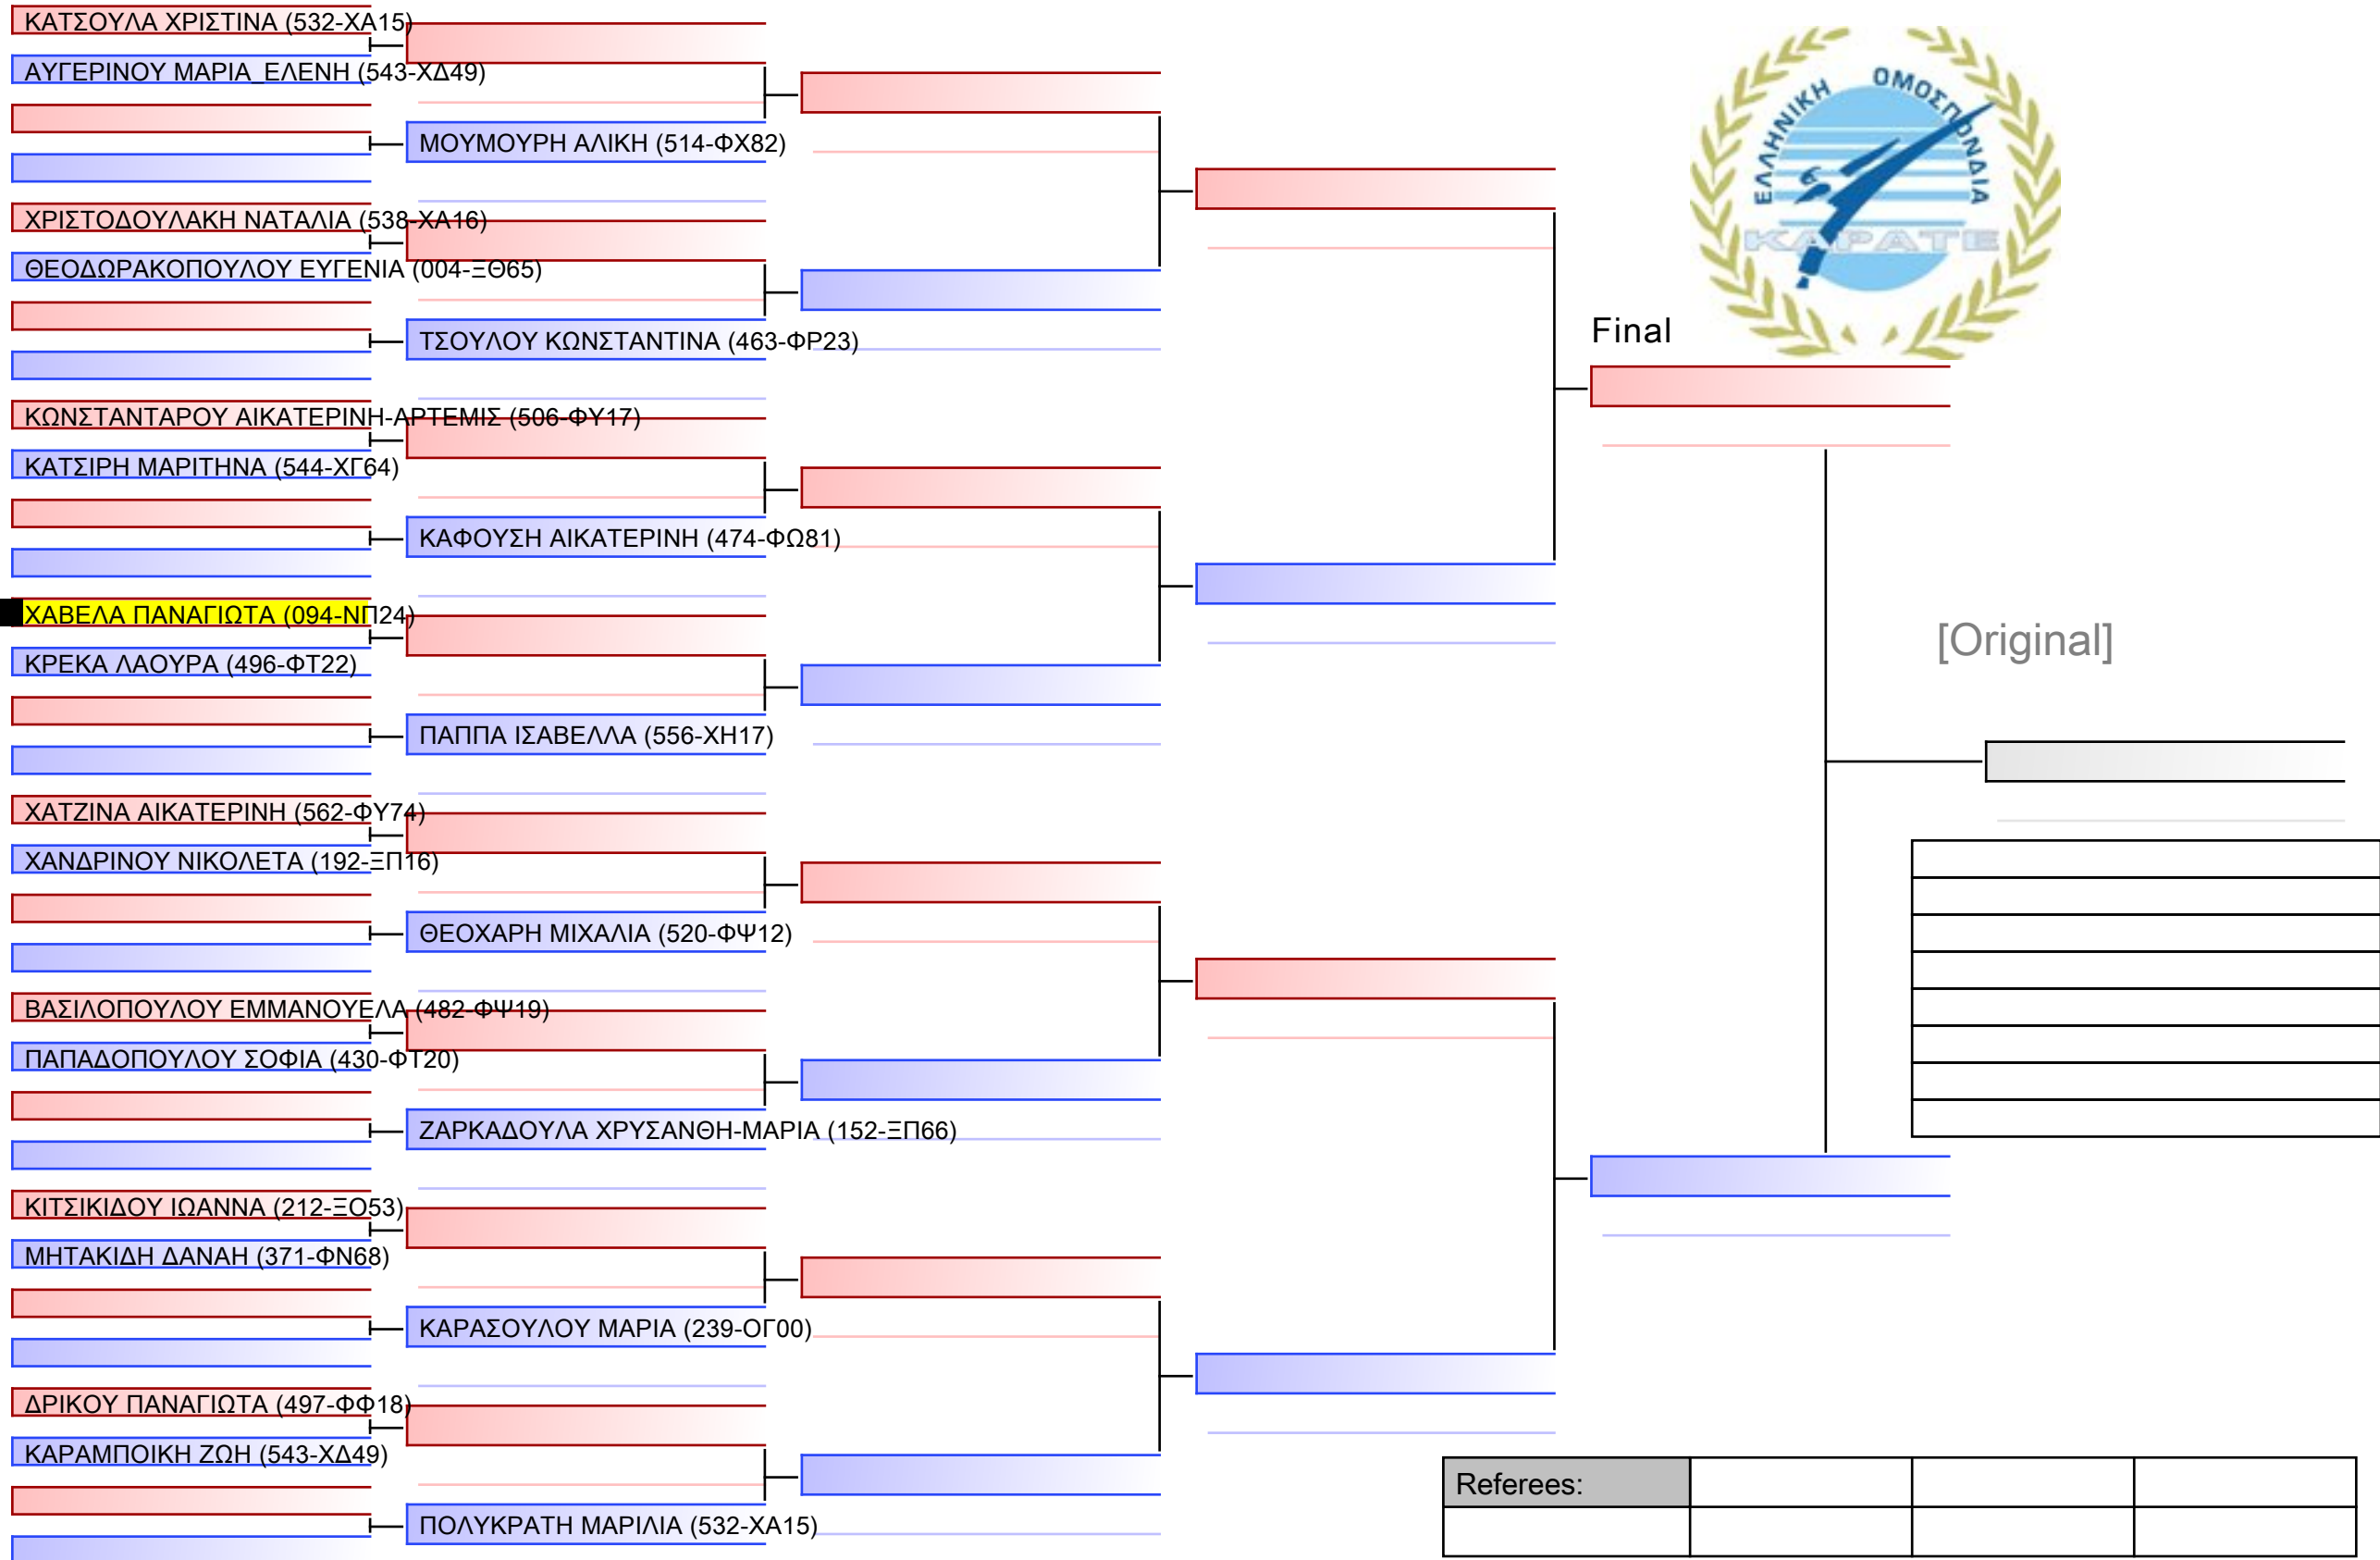 ΚΑΤΣΟΥΛΑ ΧΡΙΣΤΙΝΑ (532-ΧΑ15)
ΑΥΓΕΡΙΝΟΥ ΜΑΡΙΑ_ΕΛΕΝΗ (543-ΧΔ49)
ΜΟΥΜΟΥΡΗ ΑΛΙΚΗ (514-ΦΧ82)
ΧΡΙΣΤΟΔΟΥΛΑΚΗ ΝΑΤΑΛΙΑ (538-ΧΑ16)
ΘΕΟΔΩΡΑΚΟΠΟΥΛΟΥ ΕΥΓΕΝΙΑ (004-ΞΘ65)
ΤΣΟΥΛΟΥ ΚΩΝΣΤΑΝΤΙΝΑ (463-ΦΡ23)
ΚΩΝΣΤΑΝΤΑΡΟΥ ΑΙΚΑΤΕΡΙΝΗ-ΑΡΤΕΜΙΣ (506-ΦΥ17)
ΚΑΤΣΙΡΗ ΜΑΡΙΤΗΝΑ (544-ΧΓ64)
ΚΑΦΟΥΣΗ ΑΙΚΑΤΕΡΙΝΗ (474-ΦΩ81)
ΧΑΒΕΛΑ ΠΑΝΑΓΙΩΤΑ (094-ΝΠ24)
ΚΡΕΚΑ ΛΑΟΥΡΑ (496-ΦΤ22)
ΠΑΠΠΑ ΙΣΑΒΕΛΛΑ (556-ΧΗ17)
ΧΑΤΖΙΝΑ ΑΙΚΑΤΕΡΙΝΗ (562-ΦΥ74)
ΧΑΝΔΡΙΝΟΥ ΝΙΚΟΛΕΤΑ (192-ΞΠ16)
ΘΕΟΧΑΡΗ ΜΙΧΑΛΙΑ (520-ΦΨ12)
ΒΑΣΙΛΟΠΟΥΛΟΥ ΕΜΜΑΝΟΥΕΛΑ (482-ΦΨ19)
ΠΑΠΑΔΟΠΟΥΛΟΥ ΣΟΦΙΑ (430-ΦΤ20)
ΖΑΡΚΑΔΟΥΛΑ ΧΡΥΣΑΝΘΗ-ΜΑΡΙΑ (152-ΞΠ66)
ΚΙΤΣΙΚΙΔΟΥ ΙΩΑΝΝΑ (212-ΞΟ53)
ΜΗΤΑΚΙΔΗ ΔΑΝΑΗ (371-ΦΝ68)
ΚΑΡΑΣΟΥΛΟΥ ΜΑΡΙΑ (239-ΟΓ00)
ΔΡΙΚΟΥ ΠΑΝΑΓΙΩΤΑ (497-ΦΦ18)
ΚΑΡΑΜΠΟΙΚΗ ΖΩΗ (543-ΧΔ49)
ΠΟΛΥΚΡΑΤΗ ΜΑΡΙΛΙΑ (532-ΧΑ15)
ΕΛΛΗΝΙΚΗ ΟΜΟΣΠΟΝΔΙΑ
ΚΑΡΑΤΕ
Final
[Original]
Referees: